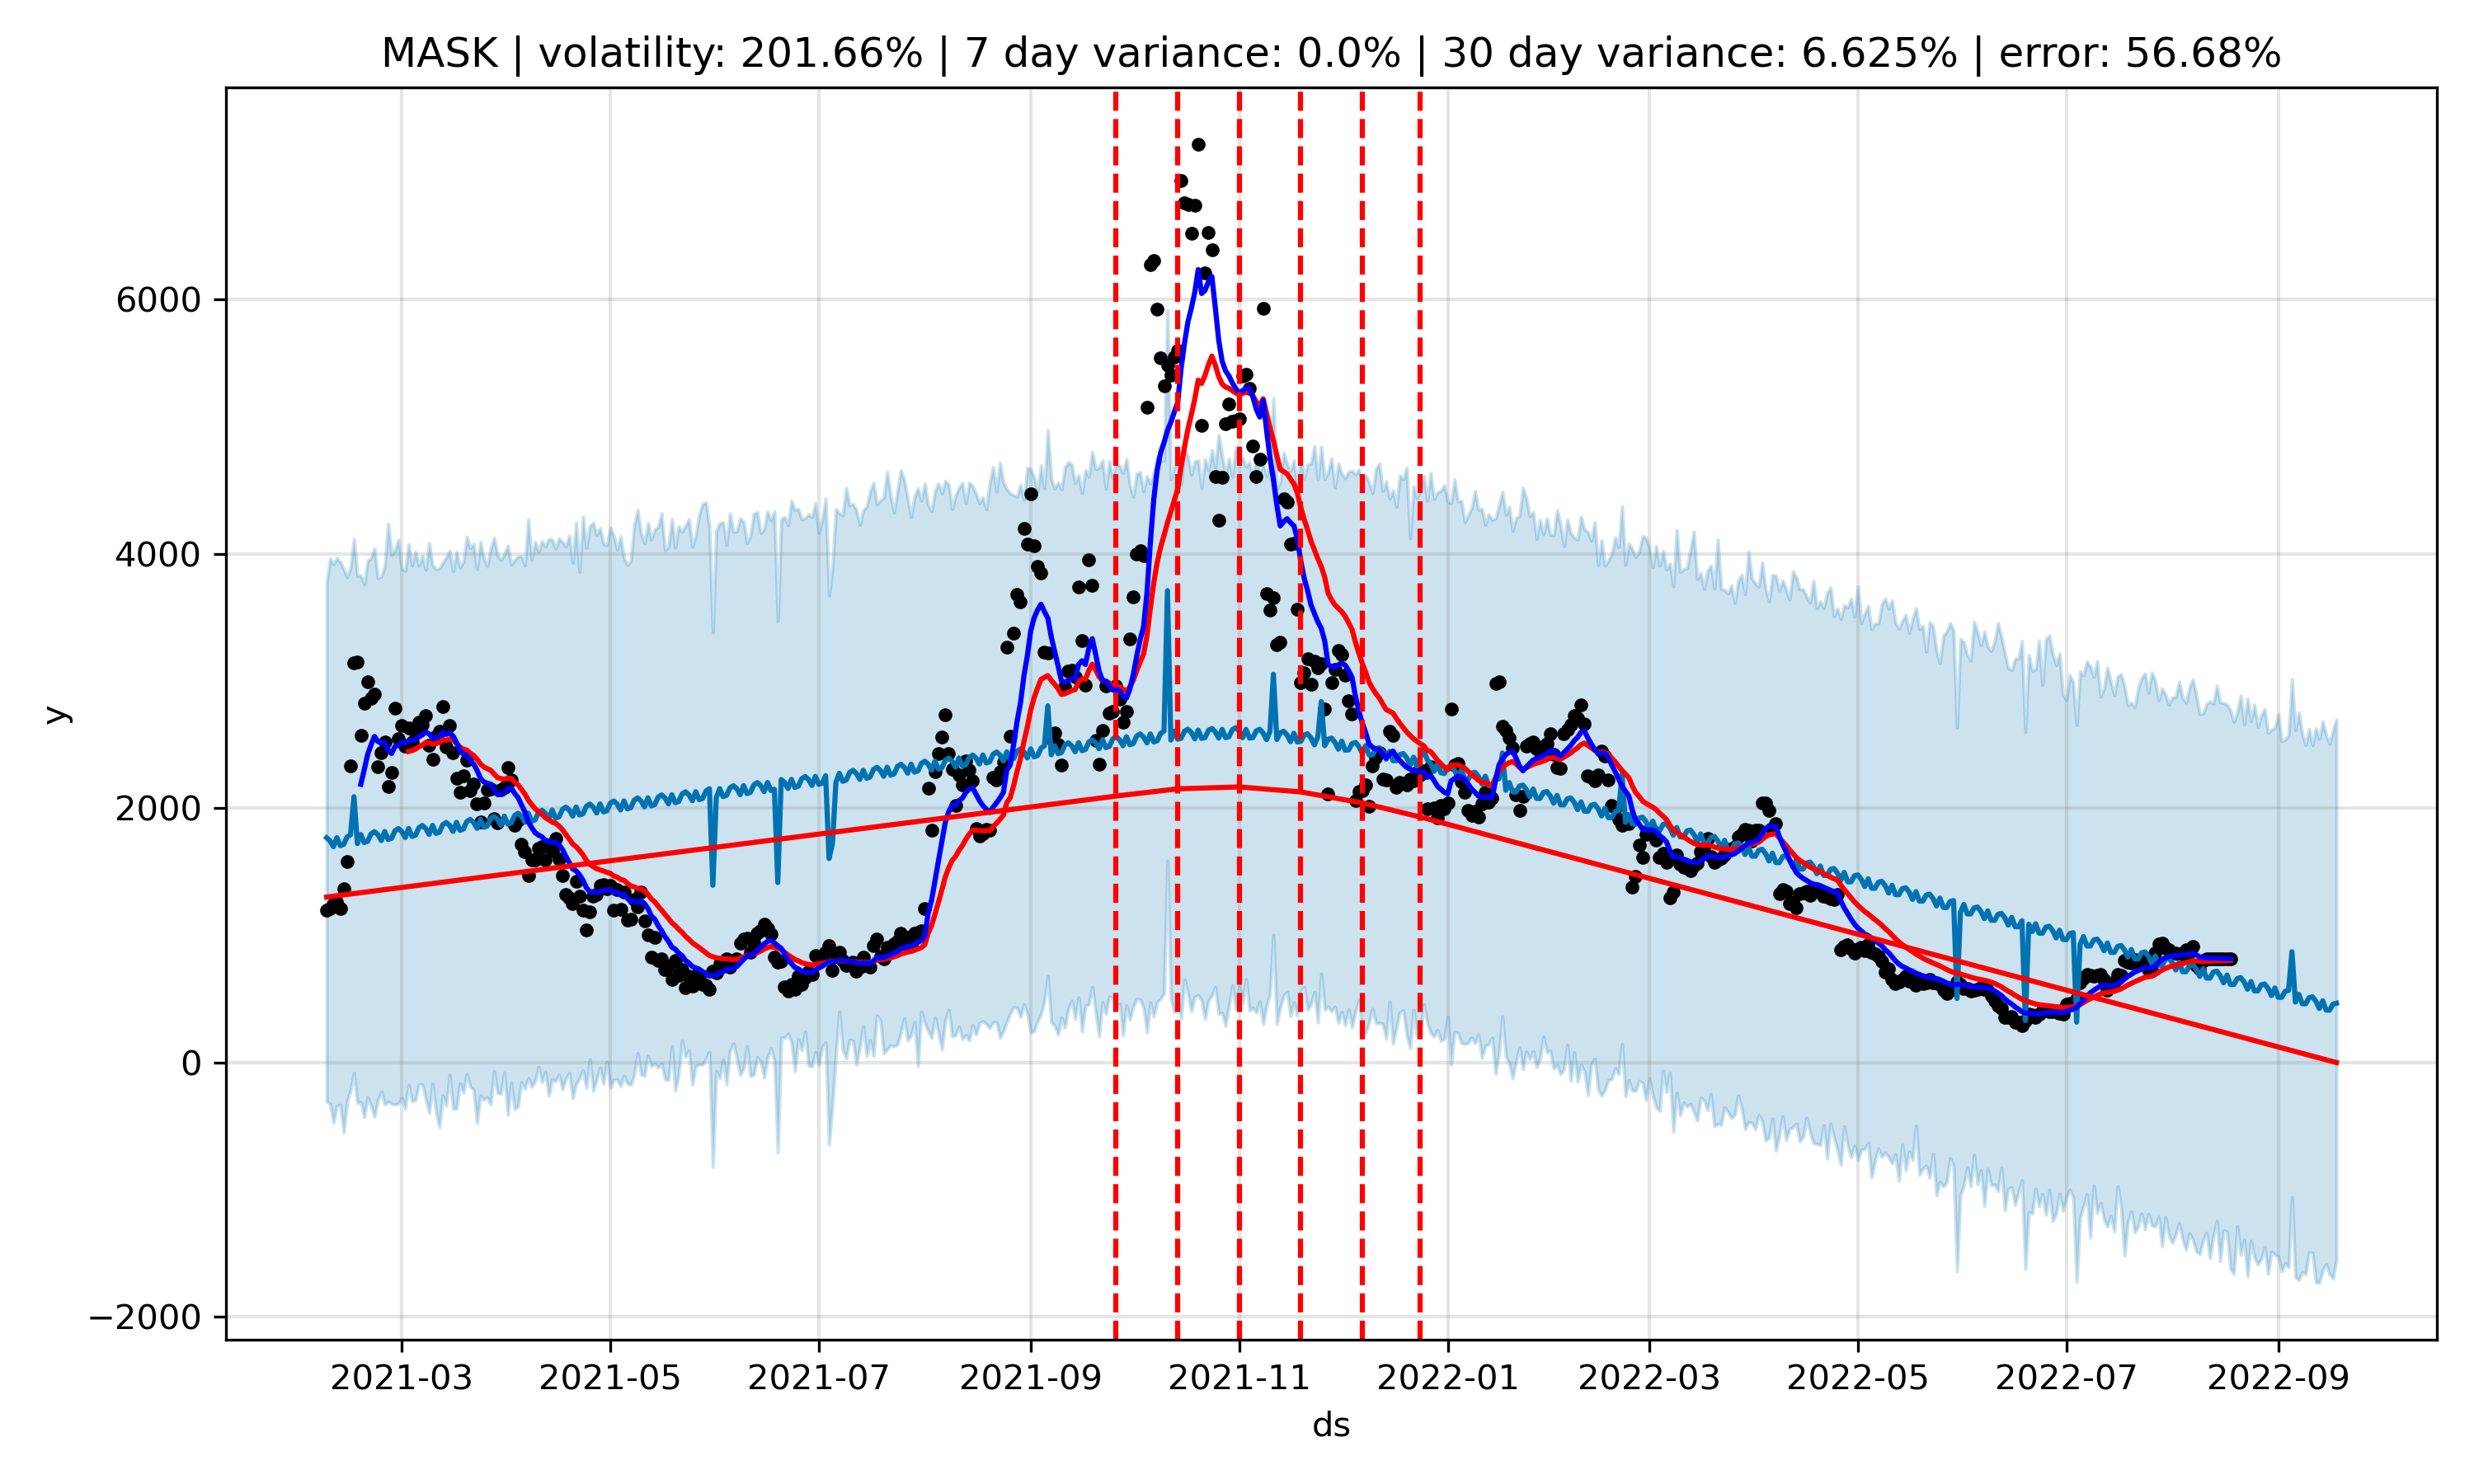 MASK | volatility: 201.66% | 7 day variance: 0.0% | 30 day variance: 6.625% | error: 56.68%
y
6000
4000
2000
0
−2000
2021-03 2021-05 2021-07 2021-09 2021-11 2022-01 2022-03 2022-05 2022-07 2022-09
ds